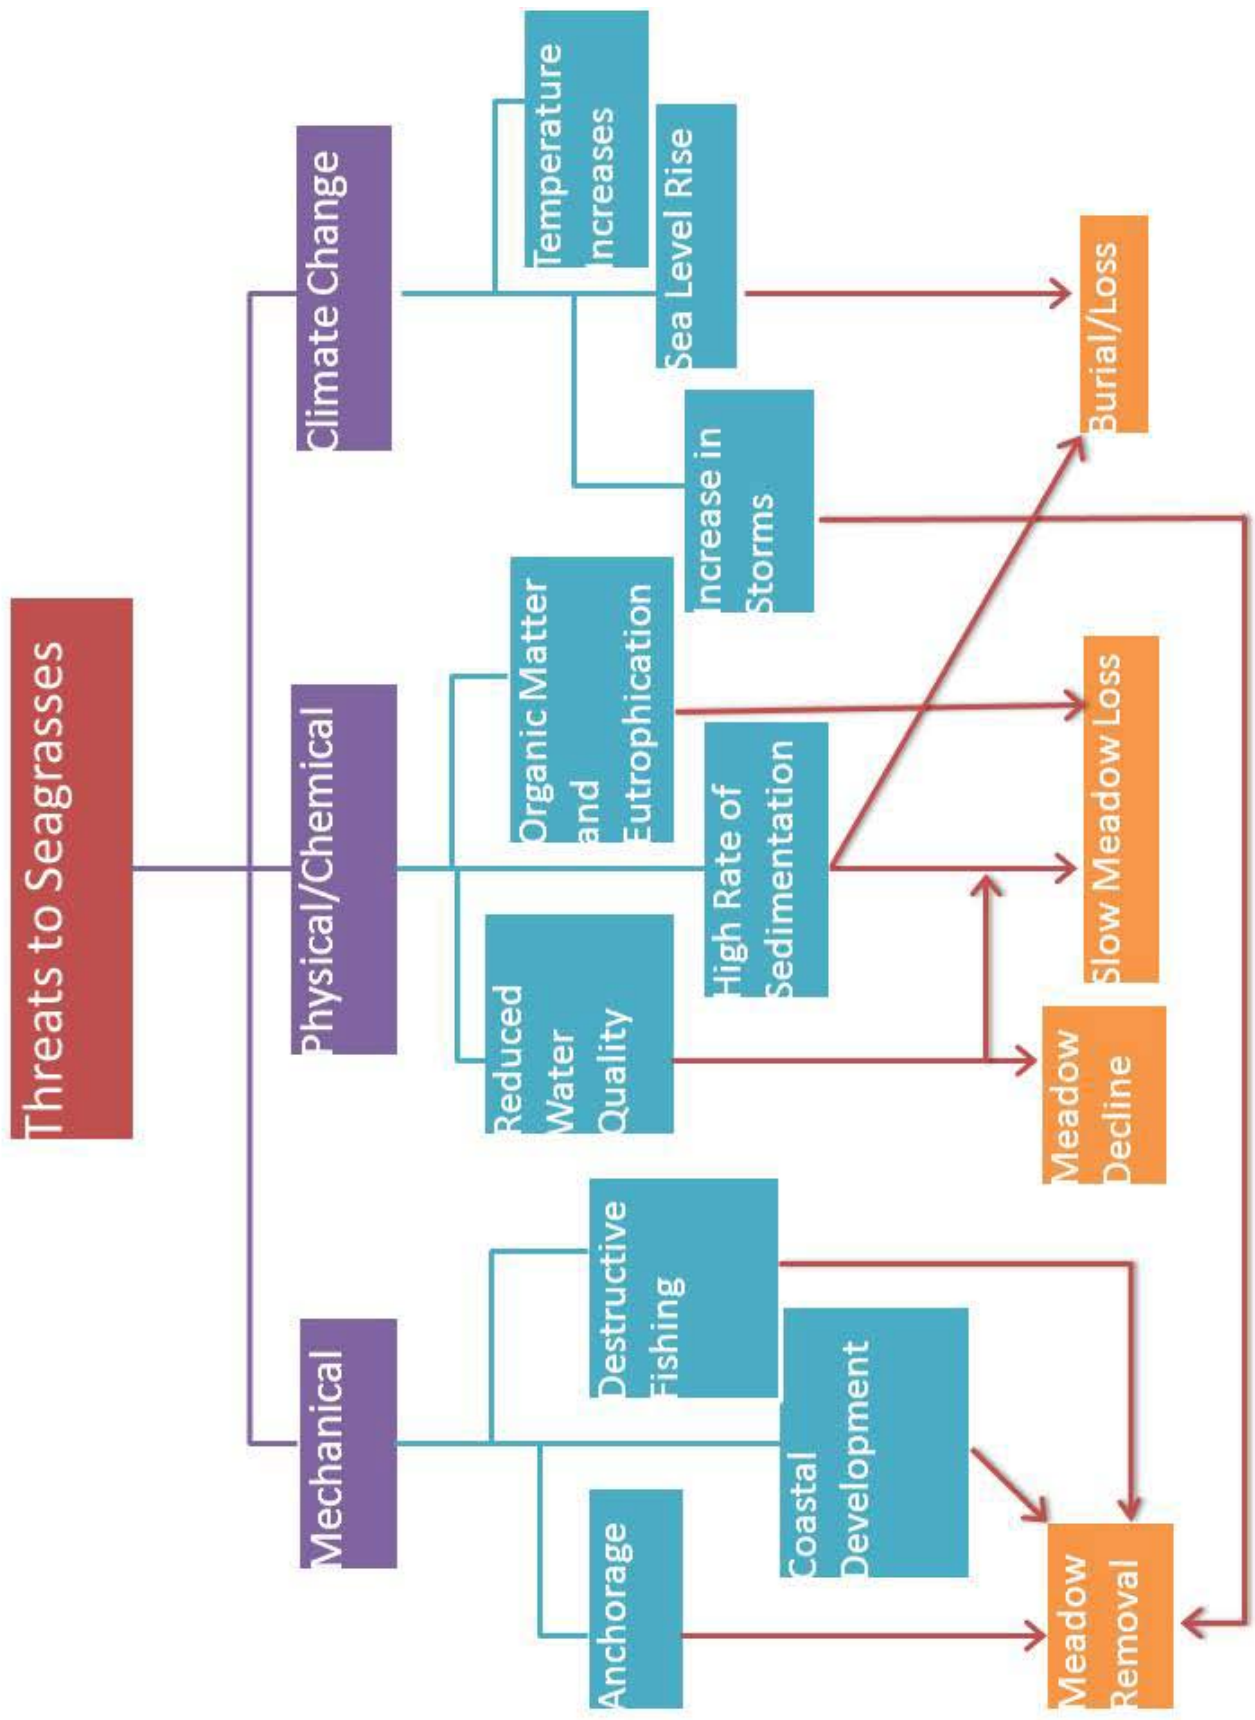 Threats to Seagrasses
Mechanical
Physical/Chemical
Climate Change
Anchorage
Destructive
Fishing
Coastal
Development
Reduced
Water
Quality
Organic Matter
and
Eutrophication
High Rate of
Sedimentation
Increase in
Storms
Temperature
Increases
Sea Level Rise
Meadow
Removal
Meadow
Decline
Slow Meadow Loss
Burial/Loss